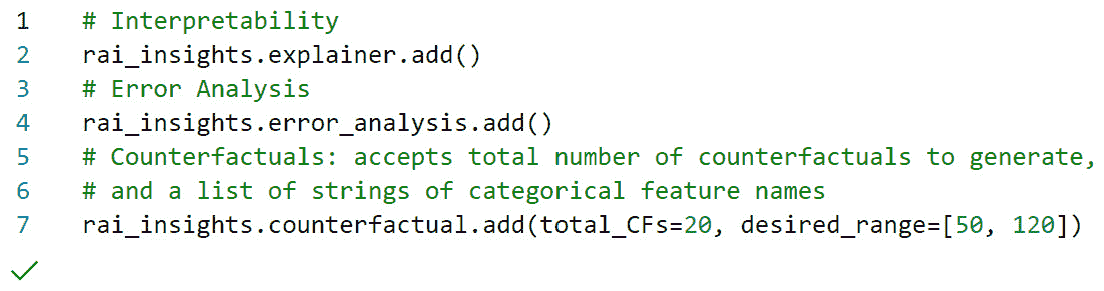 1 # Interpretability
2 rai_insights.explainer.add()
3 # Error Analysis
4 rai_insights.error_analysis.add()
5 # Counterfactuals: accepts total number of counterfactuals to generate,
6 # and a list of strings of categorical feature names
7 rai_insights.counterfactual.add(total_CFs=20, desired_range=[50, 120])